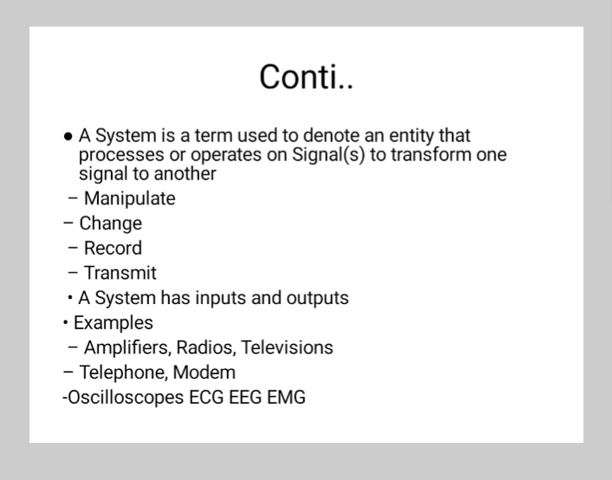 Conti..
● A System is a term used to denote an entity that
processes or operates on Signal(s) to transform one
signal to another
– Manipulate
– Change
– Record
– Transmit
• A System has inputs and outputs
• Examples
– Amplifiers, Radios, Televisions
– Telephone, Modem
-Oscilloscopes ECG EEG EMG